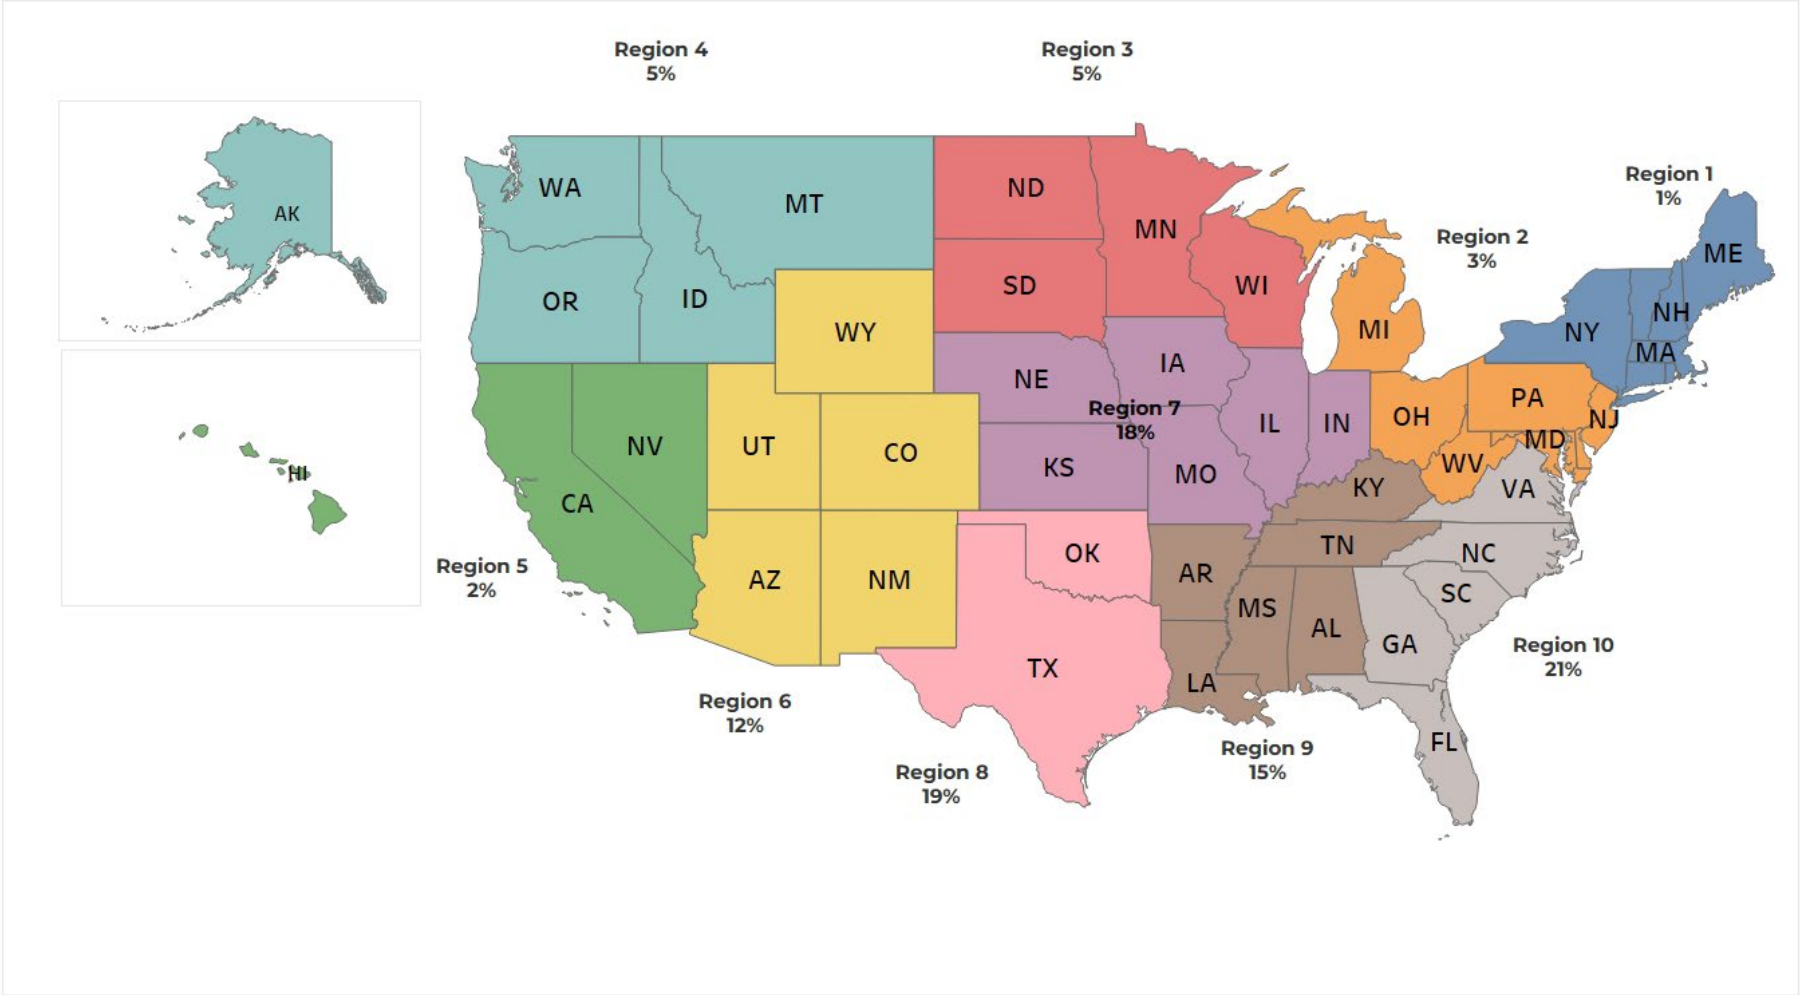 Region 4
5%
Region 3
5%
Region 1
1%
Region 2
3%
AK
WA
MT
ND
MN
ME
OR
ID
SD
WI
NH
WY
MI
NY
MA
NE
IA
PA
Region 7
18%
OH
NJ
IL
IN
MD
NV
UT
CO
KS
MO
WV
HI
CA
KY
VA
TN
NC
OK
Region 5
2%
AZ
NM
AR
SC
MS
AL
GA
Region 10
21%
TX
LA
Region 6
12%
FL
Region 9
15%
Region 8
19%